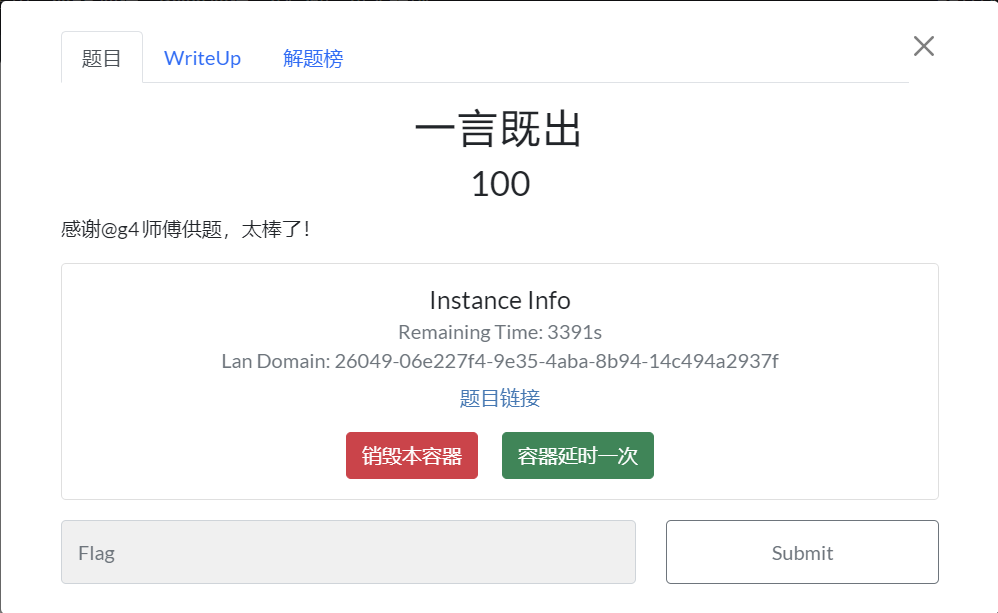 题目 WriteUp 解题榜
一言既出
100
感谢@g4师傅供题，太棒了！
Instance Info
Remaining Time: 3391s
Lan Domain: 26049-06e227f4-9e35-4aba-8b94-14c494a2937f
题目链接
销毁本容器 容器延时一次
Flag Submit